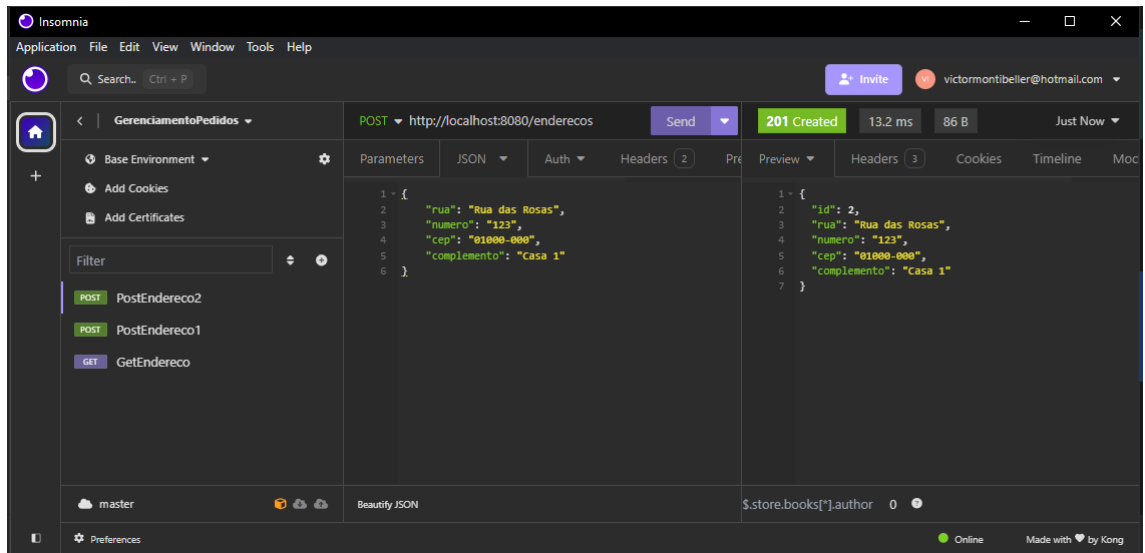 Insomnia
Application File Edit View Window Tools Help
Search.. Ctrl + P
Invite
VI
victormontibeller@hotmail.com
GerenciamentoPedidos
POST http://localhost:8080/enderecos
Send
201 Created
13.2 ms
86 B
Just Now
Base Environment
Add Cookies
Add Certificates
Filter
POST PostEndereco2
POST PostEndereco1
GET GetEndereco
Parameters JSON Auth Headers 2 Pre
1 {
2 "rua": "Rua das Rosas",
3 "numero": "123",
4 "cep": "01000-000",
5 "complemento": "Casa 1"
6 }
Preview Headers 3 Cookies Timeline Moc
1 {
2 "id": 2,
3 "rua": "Rua das Rosas",
4 "numero": "123",
5 "cep": "01000-000",
6 "complemento": "Casa 1"
7 }
master
Beautify JSON
$.store.books[*].author 0 ?
Preferences
Online
Made with ♥ by Kong